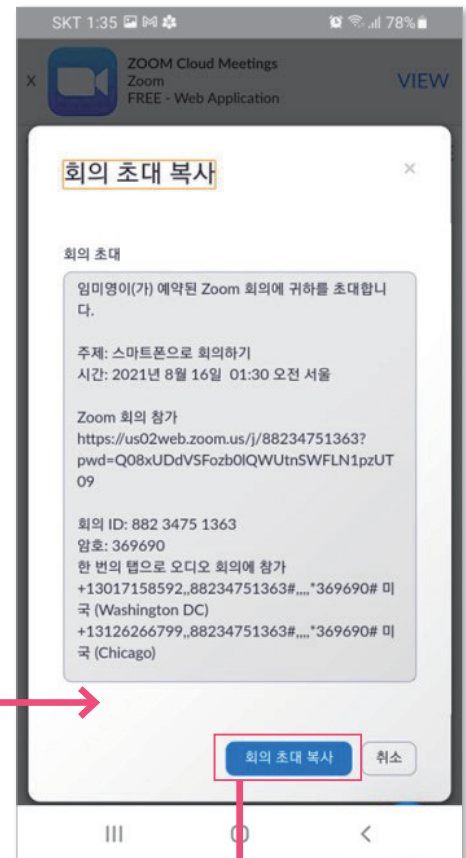 SKT 1:35 78%
ZOOM Cloud Meetings
x Zoom VIEW
FREE - Web Application
회의 초대 복사 ×
회의 초대
임미영이(가) 예약된 Zoom 회의에 귀하를 초대합니
다.
주제: 스마트폰으로 회의하기
시간: 2021년 8월 16일 01:30 오전 서울
Zoom 회의 참가
https://us02web.zoom.us/j/88234751363?
pwd=Q08xUDdVSFozb0lQWUtnSWFLN1pzUT
09
회의 ID: 882 3475 1363
암호: 369690
한 번의 탭으로 오디오 회의에 참가
+13017158592,,88234751363#,,,,*369690# 미
국 (Washington DC)
+13126266799,,88234751363#,,,,*369690# 미
국 (Chicago)
회의 초대 복사 취소